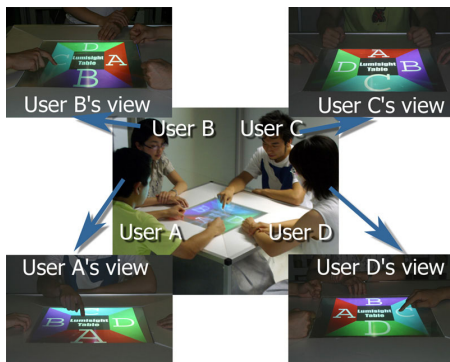 D
C Lumisight A
Table
B
User B's view
A
D Lumisight B
Table
C
User C's view
User B
User C
User A
User D
User A's view
B Lumisight D
Table
A
User D's view
B
A Lumisight C
Table
D